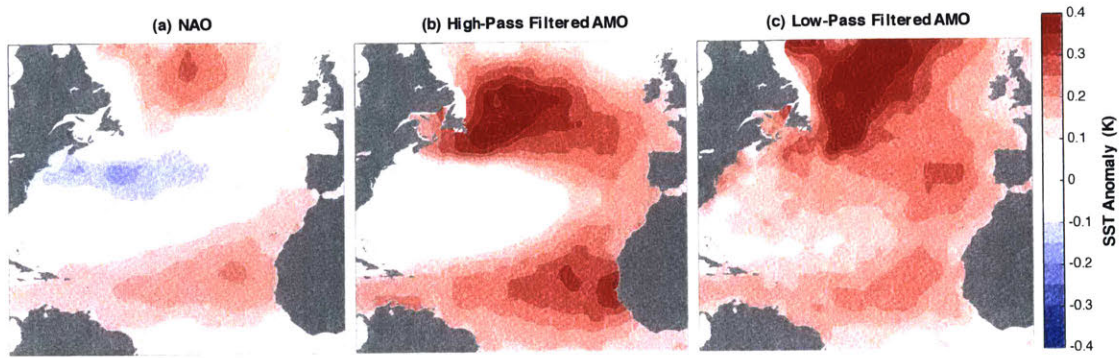 (a) NAO
(b) High-Pass Filtered AMO
(c) Low-Pass Filtered AMO
0.4
0.3
0.2
0.1
0
-0.1
-0.2
-0.3
-0.4
SST Anomaly (K)